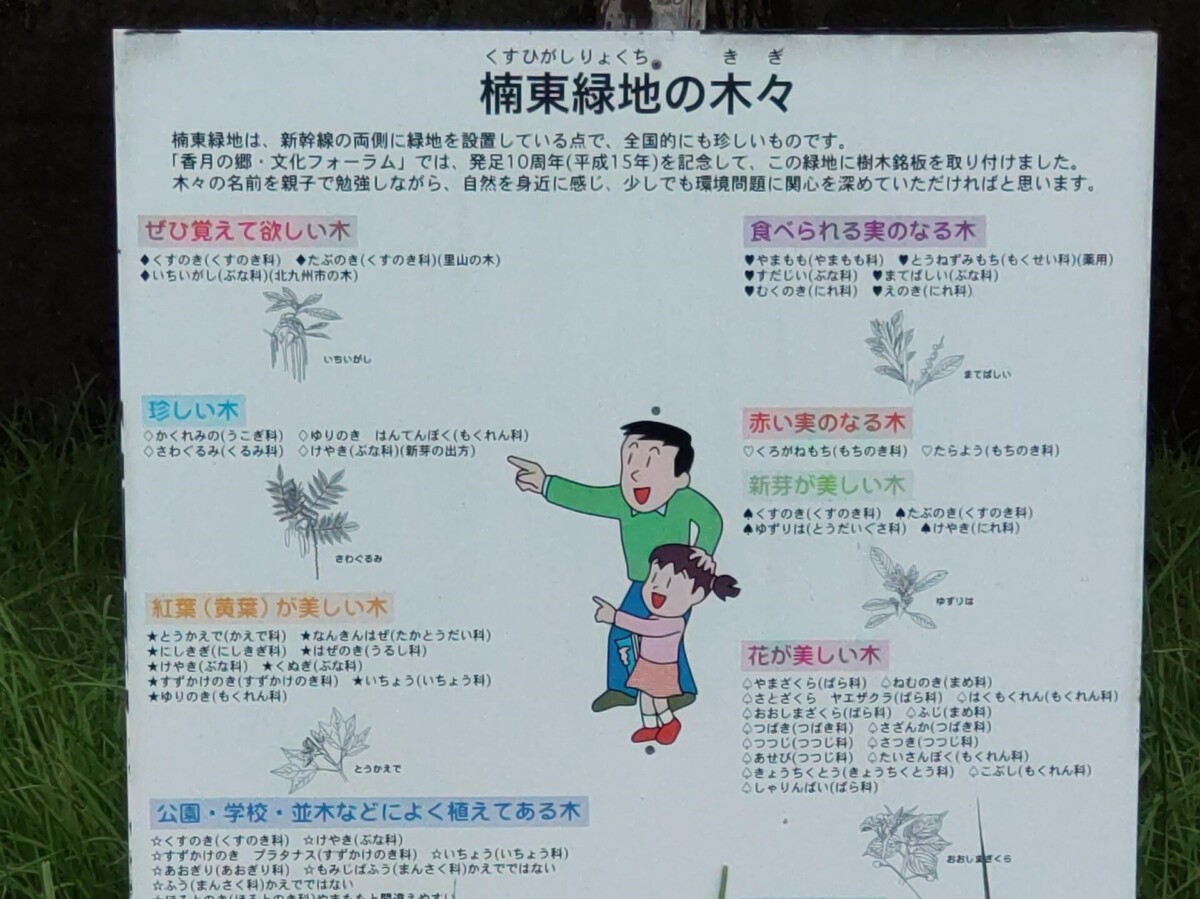 くすひがしりょくち　き　ぎ
楠東緑地の木々
楠東緑地は、新幹線の両側に緑地を設置している点で、全国的にも珍しいものです。
「香月の郷・文化フォーラム」では、発足10周年(平成15年)を記念して、この緑地に樹木銘板を取り付けました。
木々の名前を親子で勉強しながら、自然を身近に感じ、少しでも環境問題に関心を深めていただければと思います。
ぜひ覚えて欲しい木
♦くすのき(くすのき科)　♦たぶのき(くすのき科)(里山の木)
♦いちいがし(ぶな科)(北九州市の木)
いちいがし
珍しい木
♢かくれみの(うこぎ科)　♢ゆりのき　はんてんぼく(もくれん科)
♢さわぐるみ(くるみ科)　♢けやき(ぶな科)(新芽の出方)
さわぐるみ
紅葉(黄葉)が美しい木
★とうかえで(かえで科)　★なんきんはぜ(たかとうだい科)
★にしきぎ(にしきぎ科)　★はぜのき(うるし科)
★けやき(ぶな科)　★くぬぎ(ぶな科)
★すずかけのき(すずかけのき科)　★いちょう(いちょう科)
★ゆりのき(もくれん科)
とうかえで
公園・学校・並木などによく植えてある木
☆くすのき(くすのき科)　☆けやき(ぶな科)
☆すずかけのき　プラタナス(すずかけのき科)　☆いちょう(いちょう科)
☆あおぎり(あおぎり科)　☆もみじばふう(まんさく科)かえでではない
☆ふう(まんさく科)かえでではない
☆ほるとのき(ほるとのき科)やまももと間違えやすい
食べられる実のなる木
♥やまもも(やまもも科)　♥とうねずみもち(もくせい科)(薬用)
♥すだじい(ぶな科)　♥まてばしい(ぶな科)
♥むくのき(にれ科)　♥えのき(にれ科)
まてばしい
赤い実のなる木
♡くろがねもち(もちのき科)　♡たらよう(もちのき科)
新芽が美しい木
♠くすのき(くすのき科)　♠たぶのき(くすのき科)
♠ゆずりは(とうだいぐさ科)　♠けやき(にれ科)
ゆずりは
花が美しい木
♤やまざくら(ばら科)　♤ねむのき(まめ科)
♤さとざくら　ヤエザクラ(ばら科)　♤はくもくれん(もくれん科)
♤おおしまざくら(ばら科)　♤ふじ(まめ科)
♤つばき(つばき科)　♤さざんか(つばき科)
♤つつじ(つつじ科)　♤さつき(つつじ科)
♤あせび(つつじ科)　♤たいさんぼく(もくれん科)
♤きょうちくとう(きょうちくとう科)　♤こぶし(もくれん科)
♤しゃりんばい(ばら科)
おおしまざくら